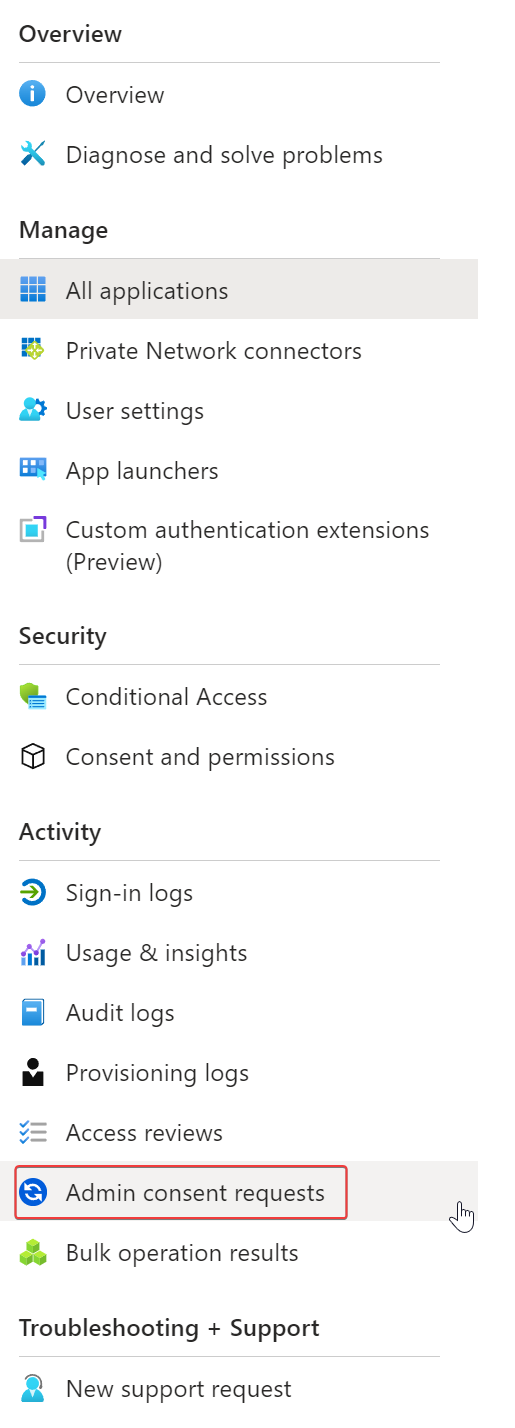 Overview
Overview
Diagnose and solve problems
Manage
All applications
Private Network connectors
User settings
App launchers
Custom authentication extensions
(Preview)
Security
Conditional Access
Consent and permissions
Activity
Sign-in logs
Usage & insights
Audit logs
Provisioning logs
Access reviews
Admin consent requests
Bulk operation results
Troubleshooting + Support
New support request